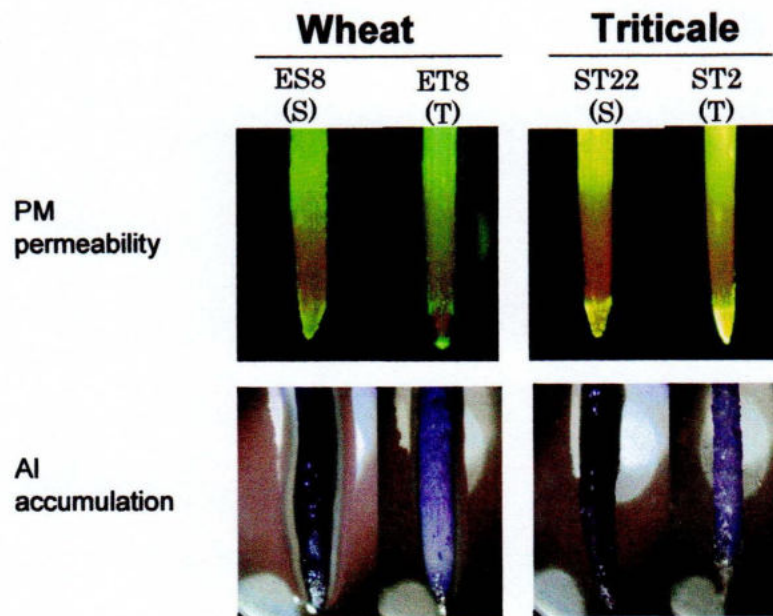 Wheat
Triticale
ES8
(S)
ET8
(T)
ST22
(S)
ST2
(T)
PM
permeability
Al
accumulation